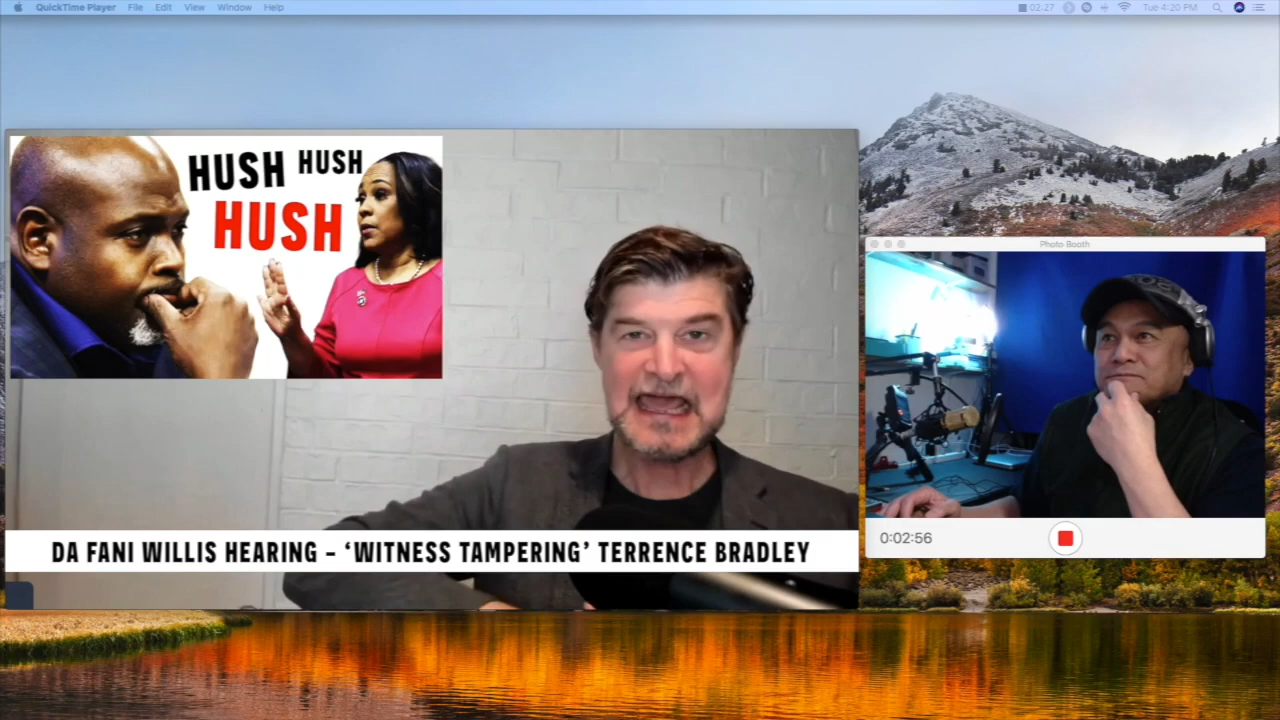 QuickTime Player File Edit View Window Help
02:27
Tue 4:20 PM
HUSH HUSH
HUSH
DA FANI WILLIS HEARING – ‘WITNESS TAMPERING’ TERRENCE BRADLEY
Photo Booth
0:02:56